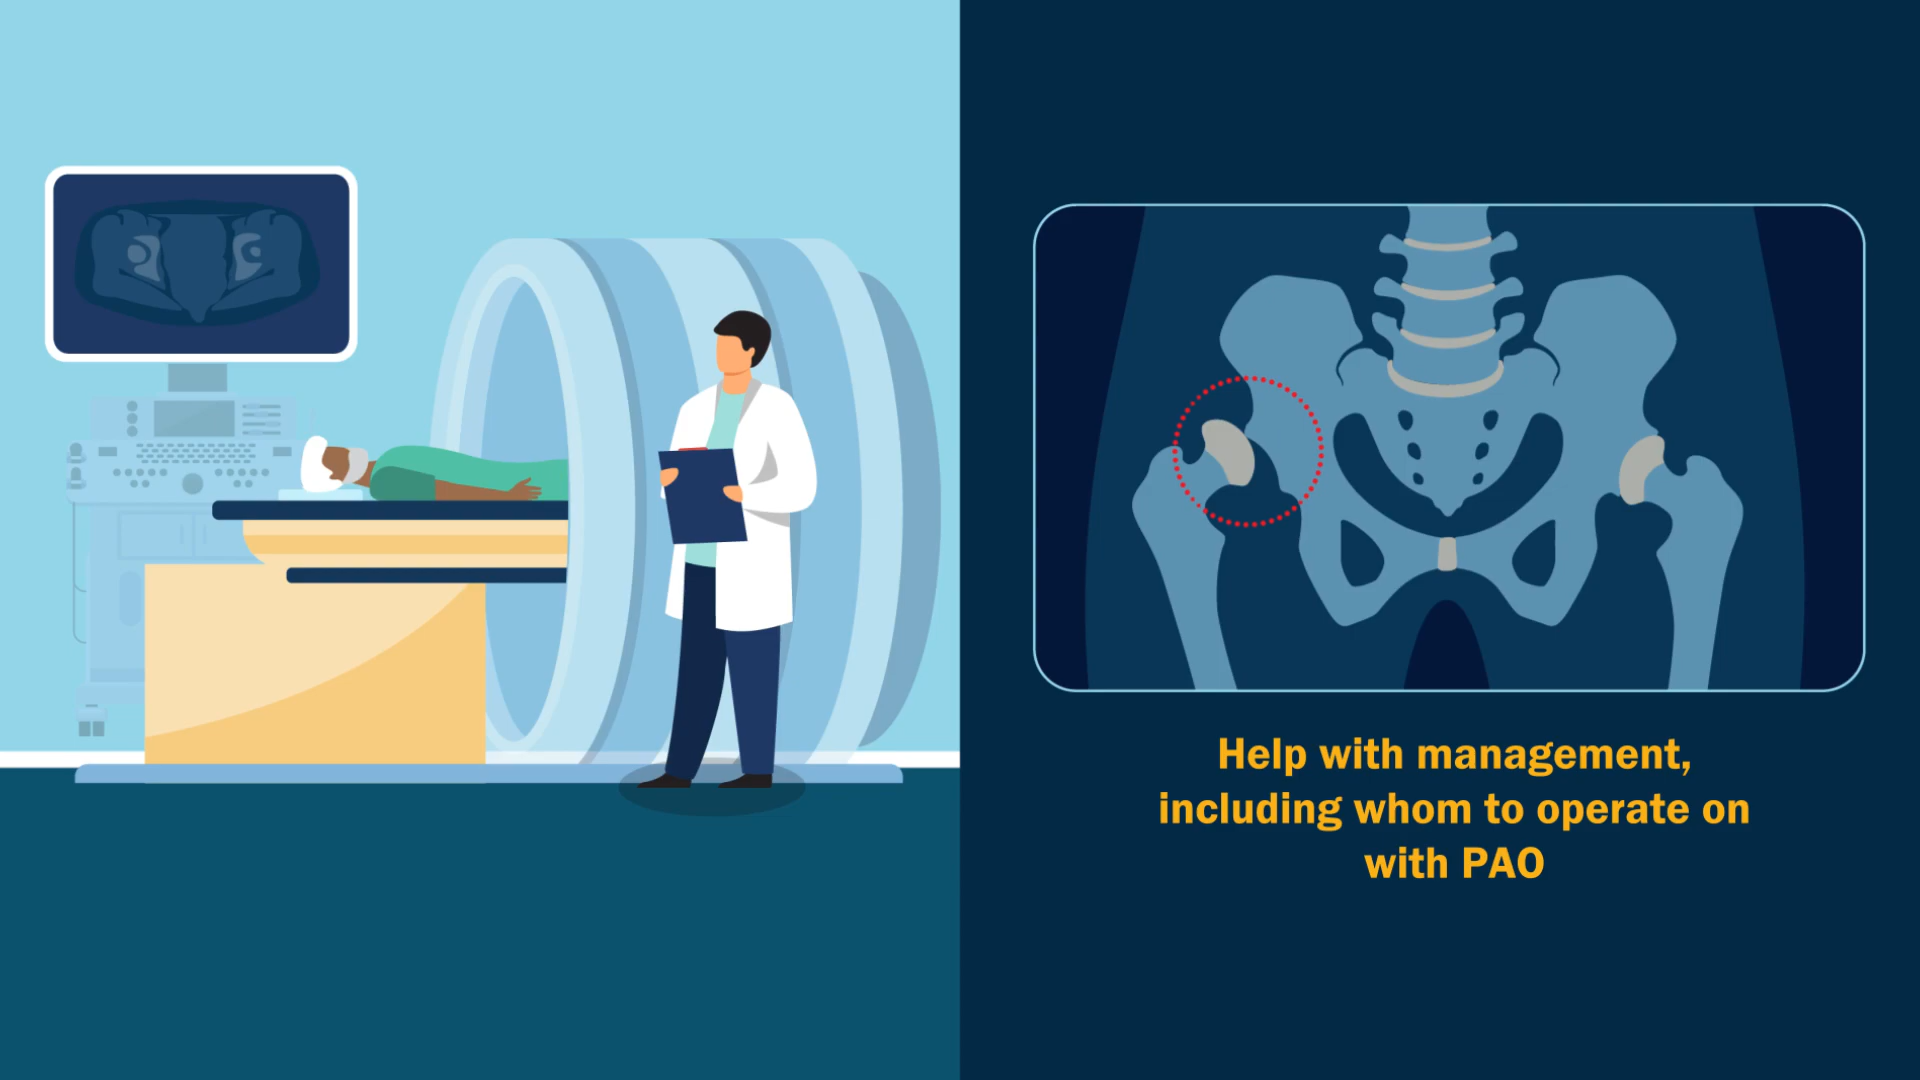 Help with management,
including whom to operate on
with PAO